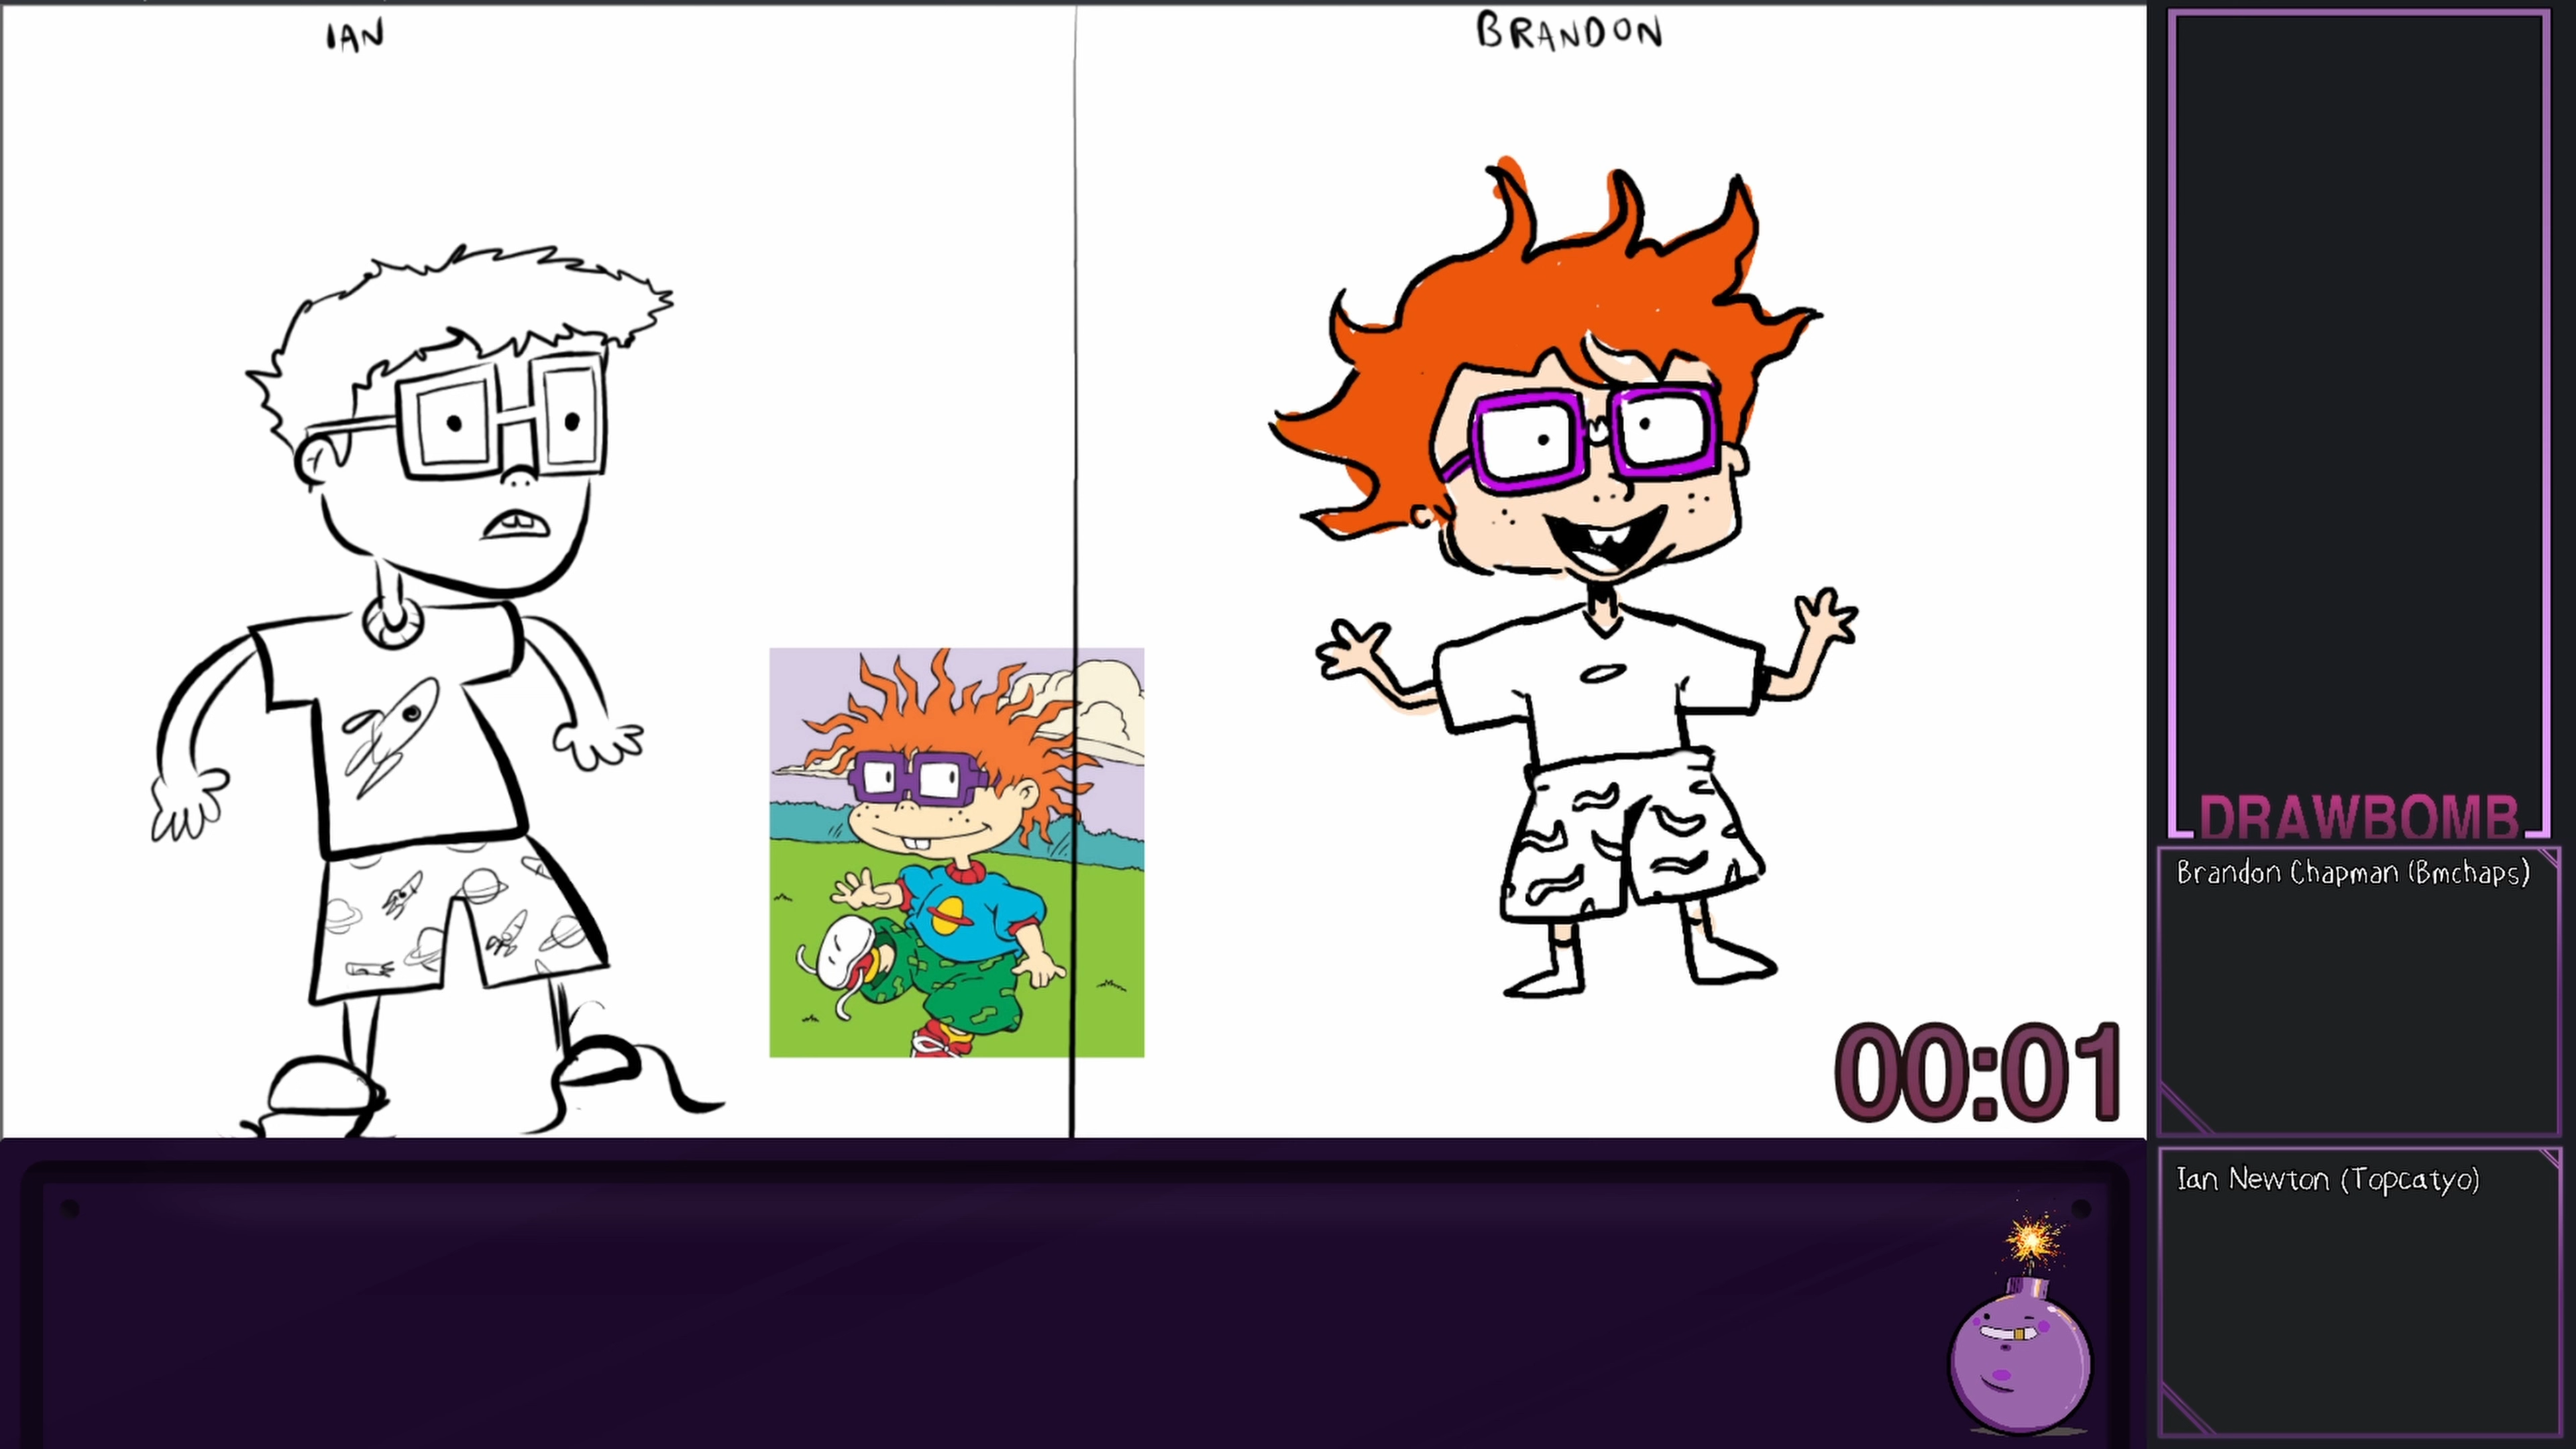 IAN
BRANDON
00:01
DRAWBOMB
Brandon Chapman (Bmchaps)
Ian Newton (Topcatyo)